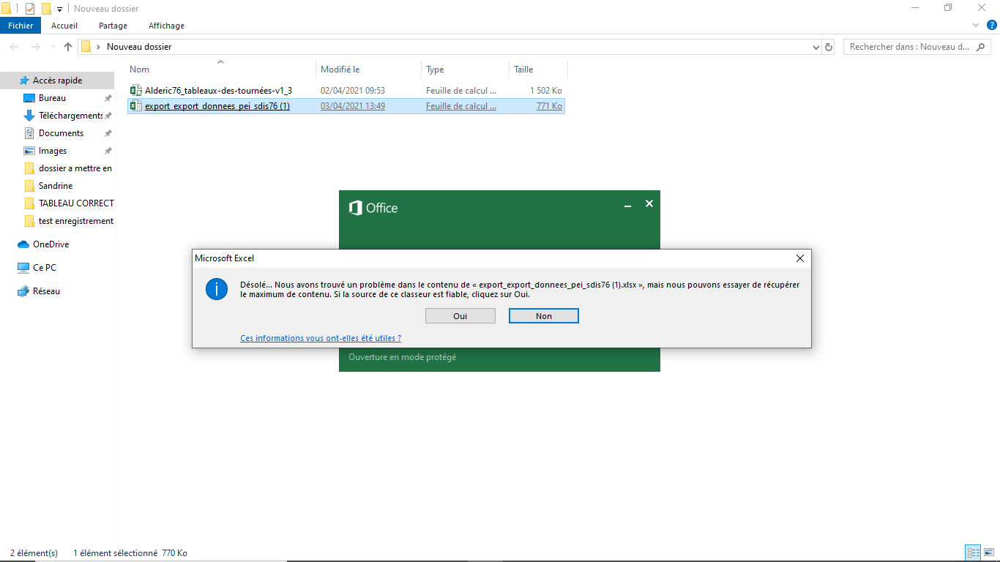 Nouveau dossier
Fichier Accueil Partage Affichage
Nouveau dossier
Rechercher dans : Nouveau d...
Nom Modifié le Type Taille
Alderic76_tableaux-des-tournées-v1_3 02/04/2021 09:53 Feuille de calcul ... 1 502 Ko
export_export_donnees_pei_sdis76 (1) 03/04/2021 13:49 Feuille de calcul ... 771 Ko
Accès rapide
Bureau
Téléchargements
Documents
Images
dossier a mettre en
Sandrine
TABLEAU CORRECT
test enregistrement
OneDrive
Ce PC
Réseau
Office
Microsoft Excel
Désolé... Nous avons trouvé un problème dans le contenu de « export_export_donnees_pei_sdis76 (1).xlsx », mais nous pouvons essayer de récupérer
le maximum de contenu. Si la source de ce classeur est fiable, cliquez sur Oui.
Oui Non
Ces informations vous ont-elles été utiles ?
Ouverture en mode protégé
2 élément(s) 1 élément sélectionné 770 Ko